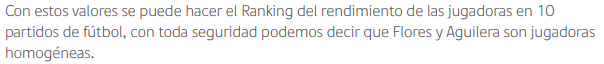 Con estos valores se puede hacer el Ranking del rendimiento de las jugadoras en 10
partidos de fútbol, con toda seguridad podemos decir que Flores y Aguilera son jugadoras
homogéneas.